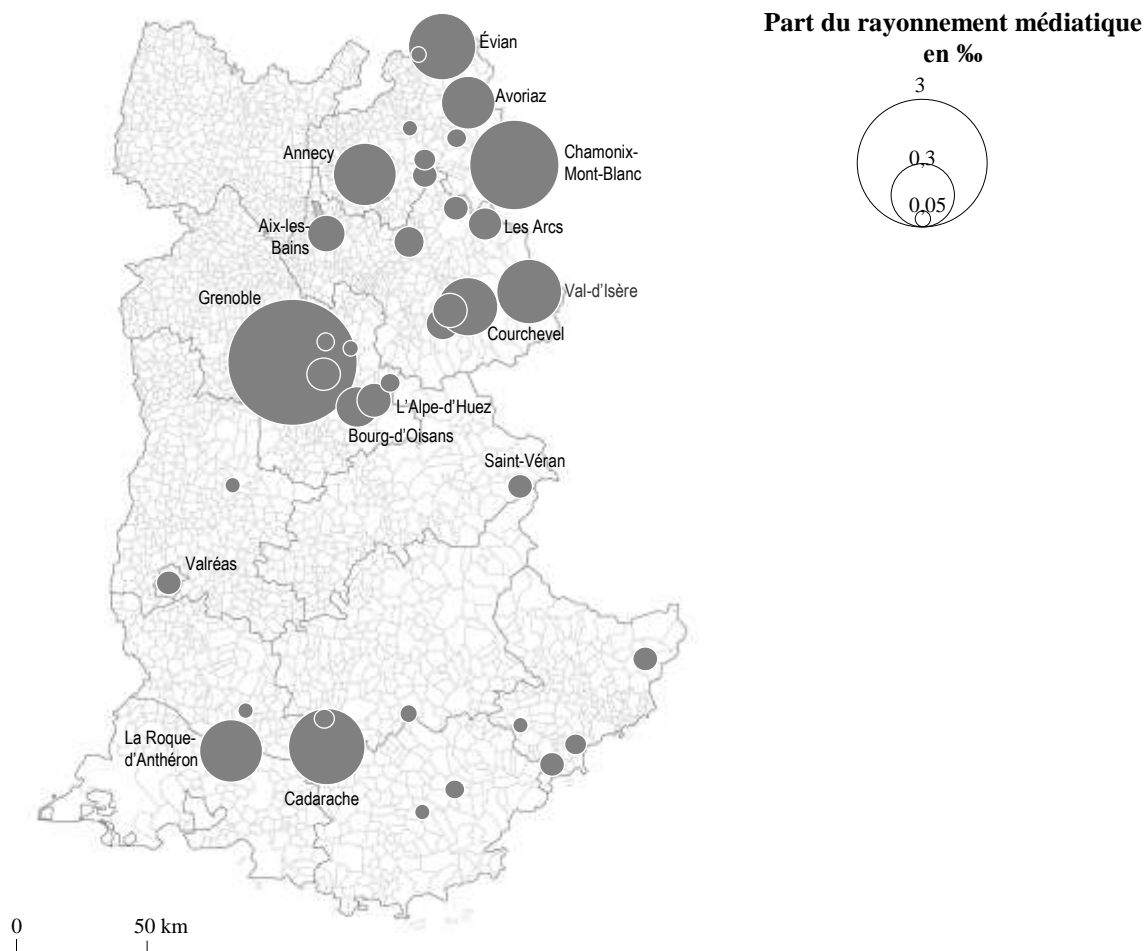 Part du rayonnement médiatique
en ‰
3
0,3
0,05
Évian
Avoriaz
Annecy
Chamonix-
Mont-Blanc
Aix-les-
Bains
Les Arcs
Grenoble
Val-d'Isère
Courchevel
L'Alpe-d'Huez
Bourg-d'Oisans
Saint-Véran
Valréas
La Roque-
d'Anthéron
Cadarache
0
50 km